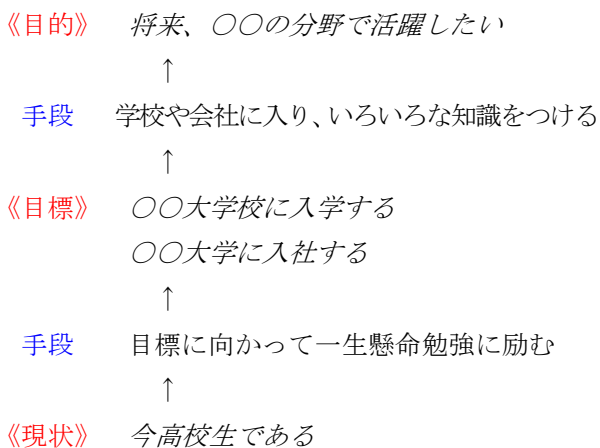 《目的》 将来、〇〇の分野で活躍したい
↑
手段 学校や会社に入り、いろいろな知識をつける
↑
《目標》 〇〇大学校に入学する
〇〇大学に入社する
↑
手段 目標に向かって一生懸命勉強に励む
↑
《現状》 今高校生である